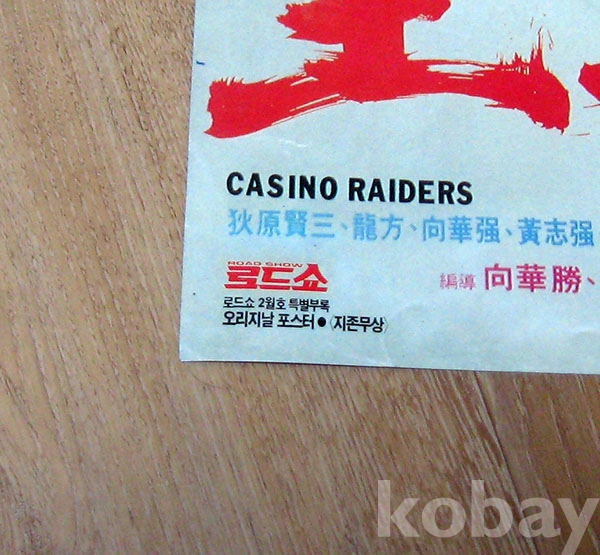 CASINO RAIDERS
狄原賢三、龍方、向華强、黃志强
ROAD SHOW
로드쇼
編導 向華勝、
로드쇼 2월호 특별부록
오리지날 포스터●〈지존무상〉
kobay